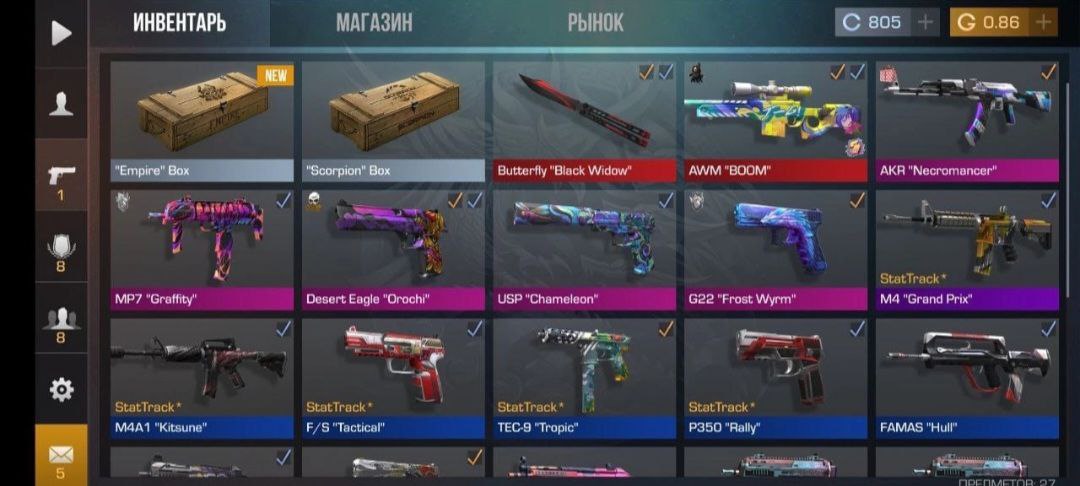 ИНВЕНТАРЬ МАГАЗИН РЫНОК C 805 + G 0.86 +
NEW
"Empire" Box "Scorpion" Box Butterfly "Black Widow" AWM "BOOM" AKR "Necromancer"
StatTrack*
MP7 "Graffity" Desert Eagle "Orochi" USP "Chameleon" G22 "Frost Wyrm" M4 "Grand Prix"
StatTrack* StatTrack* StatTrack* StatTrack*
M4A1 "Kitsune" F/S "Tactical" TEC-9 "Tropic" P350 "Rally" FAMAS "Hull"
1
8
8
5
ПРЕДМЕТОВ: 27